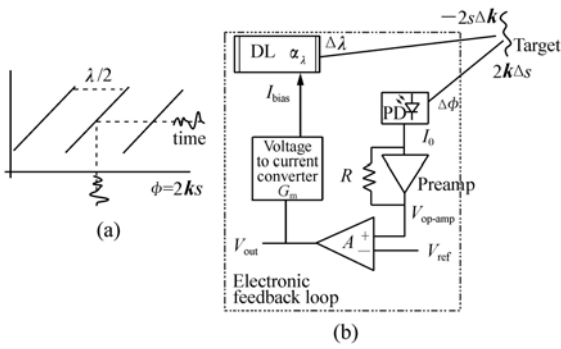 λ/2
time
ϕ=2ks
(a)
−2sΔk
Target
2kΔs
DL α_λ
Δλ
I_bias
PD
Δϕ
I_0
Voltage
to current
converter
G_m
R
Preamp
V_op-amp
V_out
A
+
−
V_ref
Electronic
feedback loop
(b)